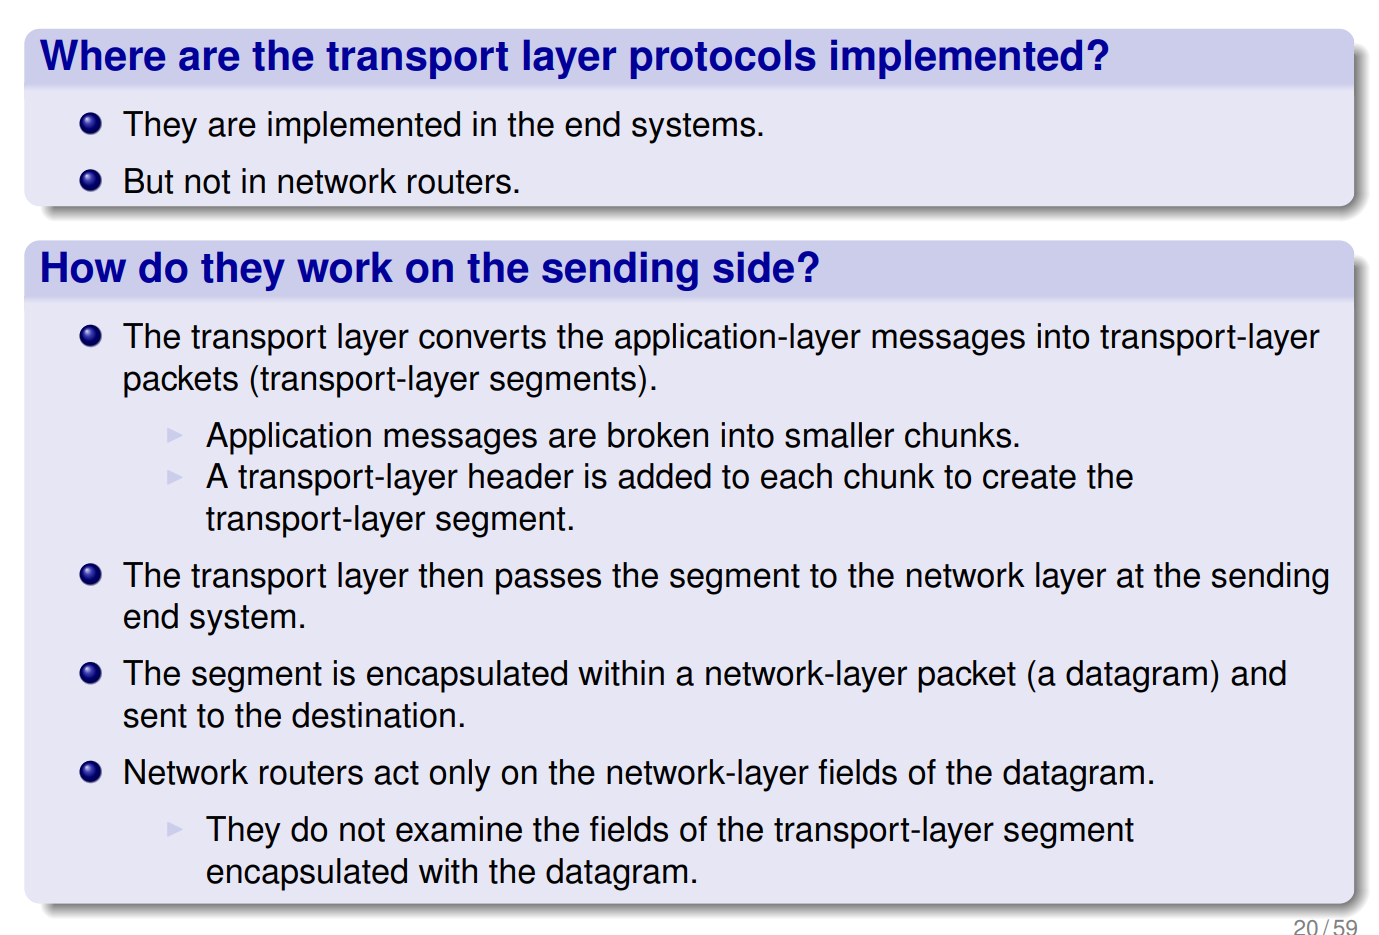 Where are the transport layer protocols implemented?
They are implemented in the end systems.
But not in network routers.
How do they work on the sending side?
The transport layer converts the application-layer messages into transport-layer
packets (transport-layer segments).
Application messages are broken into smaller chunks.
A transport-layer header is added to each chunk to create the
transport-layer segment.
The transport layer then passes the segment to the network layer at the sending
end system.
The segment is encapsulated within a network-layer packet (a datagram) and
sent to the destination.
Network routers act only on the network-layer fields of the datagram.
They do not examine the fields of the transport-layer segment
encapsulated with the datagram.
20 / 59